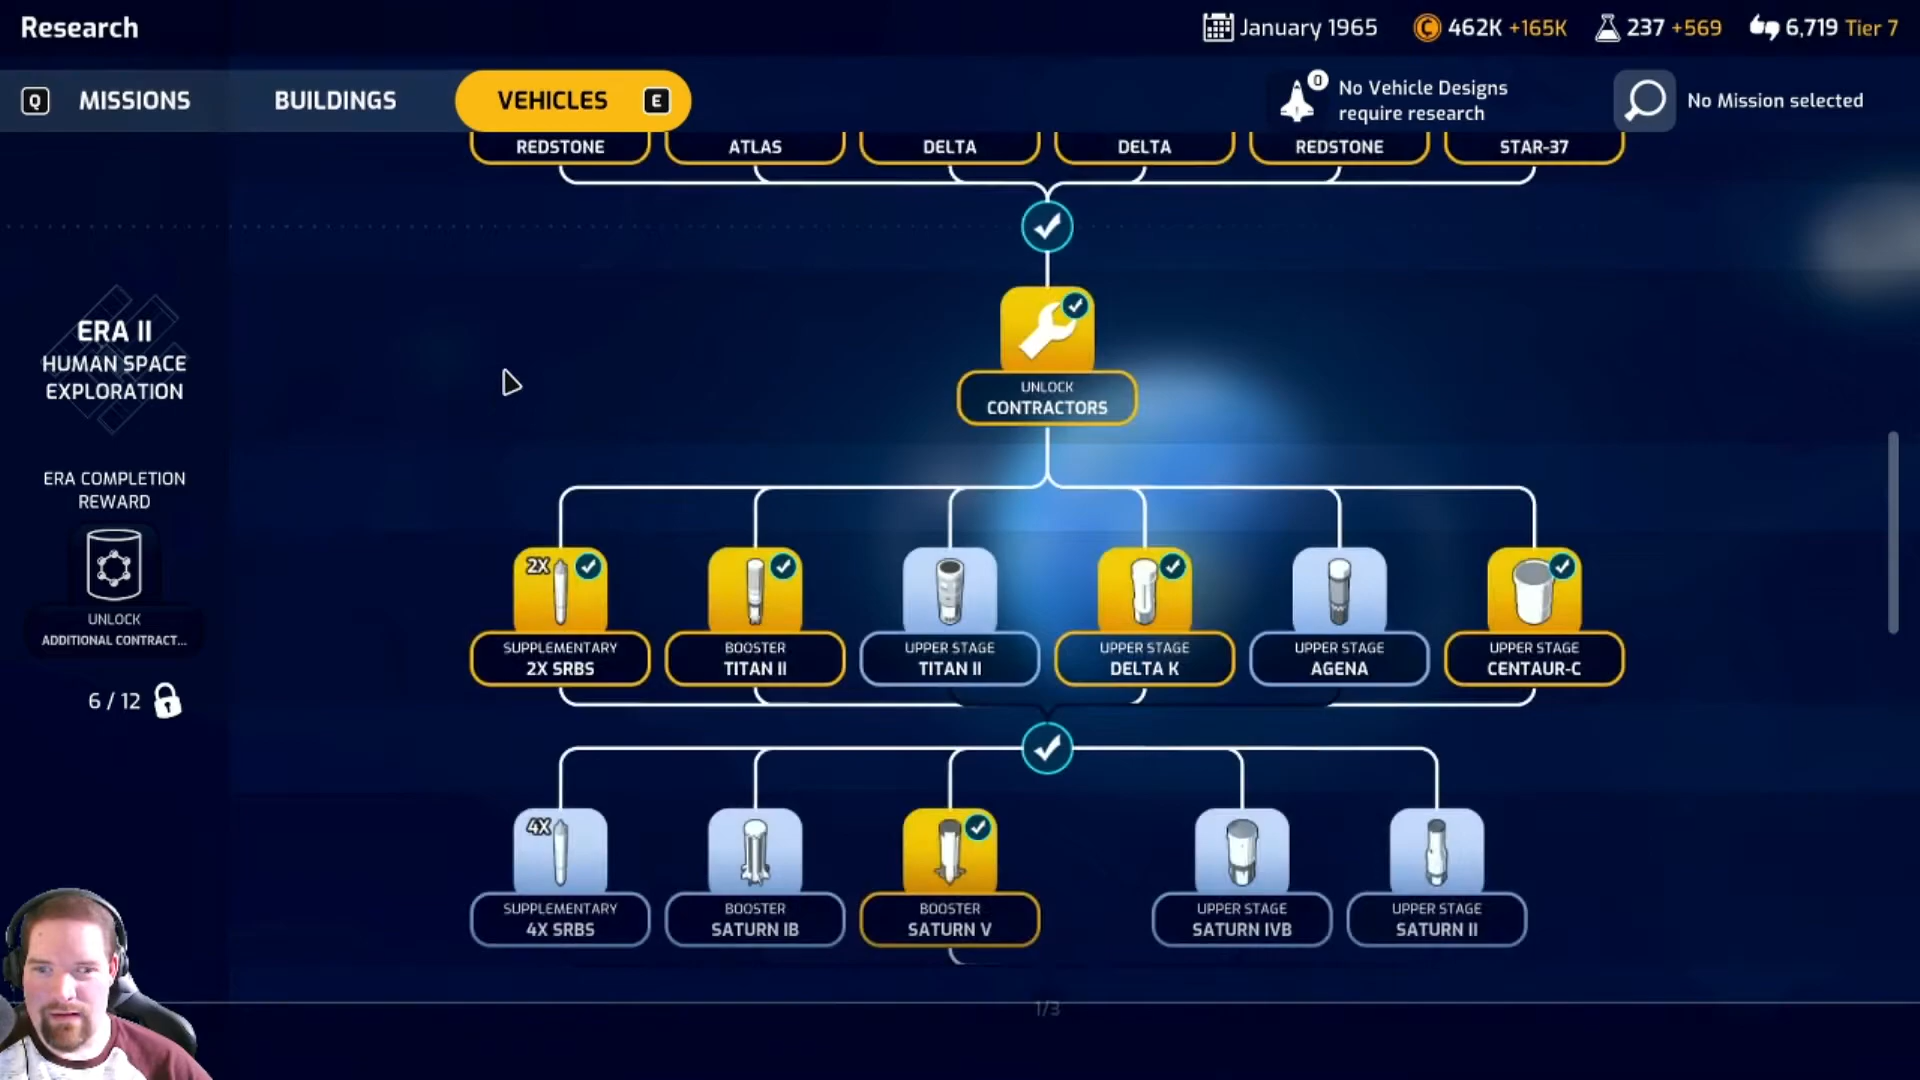 Research
January 1965
462K +165K
237 +569
6,719 Tier 7
Q
MISSIONS
BUILDINGS
VEHICLES
E
0
No Vehicle Designs
require research
No Mission selected
REDSTONE
ATLAS
DELTA
DELTA
REDSTONE
STAR-37
ERA II
HUMAN SPACE
EXPLORATION
UNLOCK
CONTRACTORS
ERA COMPLETION
REWARD
UNLOCK
ADDITIONAL CONTRACT...
6 / 12
2X
SUPPLEMENTARY
2X SRBS
BOOSTER
TITAN II
UPPER STAGE
TITAN II
UPPER STAGE
DELTA K
UPPER STAGE
AGENA
UPPER STAGE
CENTAUR-C
4X
SUPPLEMENTARY
4X SRBS
BOOSTER
SATURN IB
BOOSTER
SATURN V
UPPER STAGE
SATURN IVB
UPPER STAGE
SATURN II
1/3